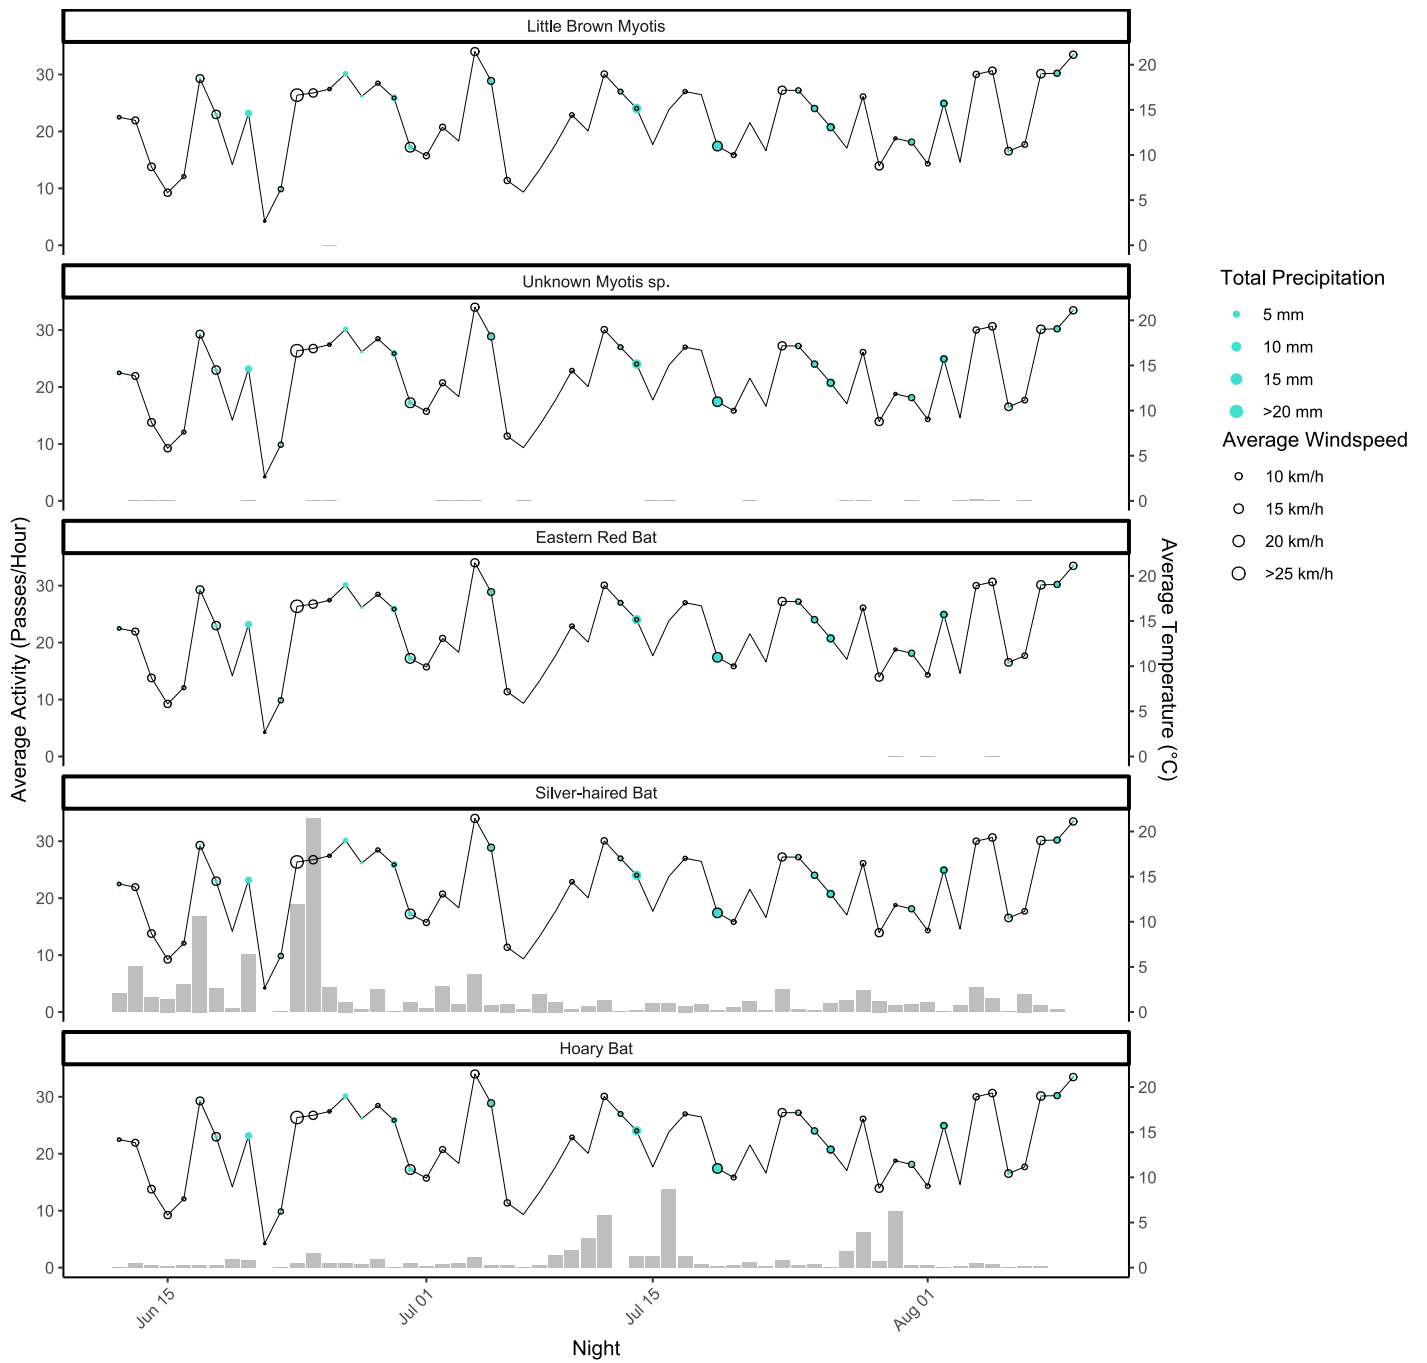 Little Brown Myotis
30
20
10
0
20
15
10
5
0
Unknown Myotis sp.
30
20
10
0
20
15
10
5
0
Eastern Red Bat
30
20
10
0
20
15
10
5
0
Silver-haired Bat
30
20
10
0
20
15
10
5
0
Hoary Bat
30
20
10
0
20
15
10
5
0
Average Activity (Passes/Hour)
Average Temperature (°C)
Jun 15
Jul 01
Jul 15
Aug 01
Night
Total Precipitation
5 mm
10 mm
15 mm
>20 mm
Average Windspeed
10 km/h
15 km/h
20 km/h
>25 km/h